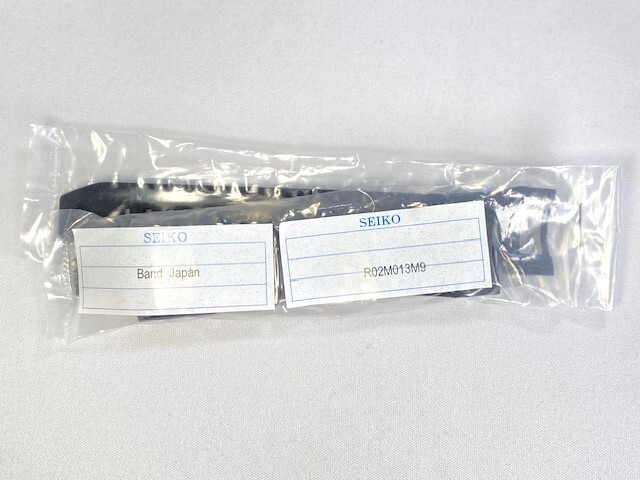 SEIKO
Band Japan
SEIKO
R02M013M9